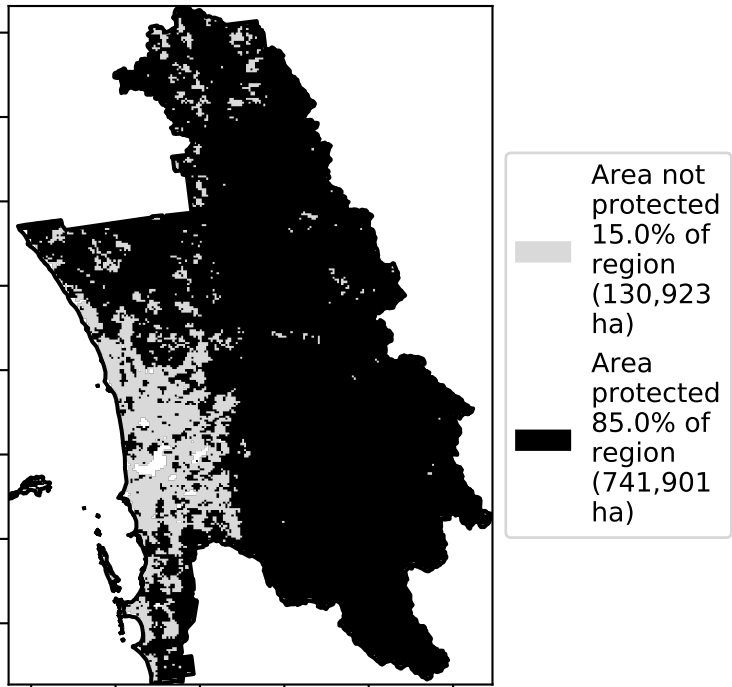 Area not
protected
15.0% of
region
(130,923
ha)
Area
protected
85.0% of
region
(741,901
ha)